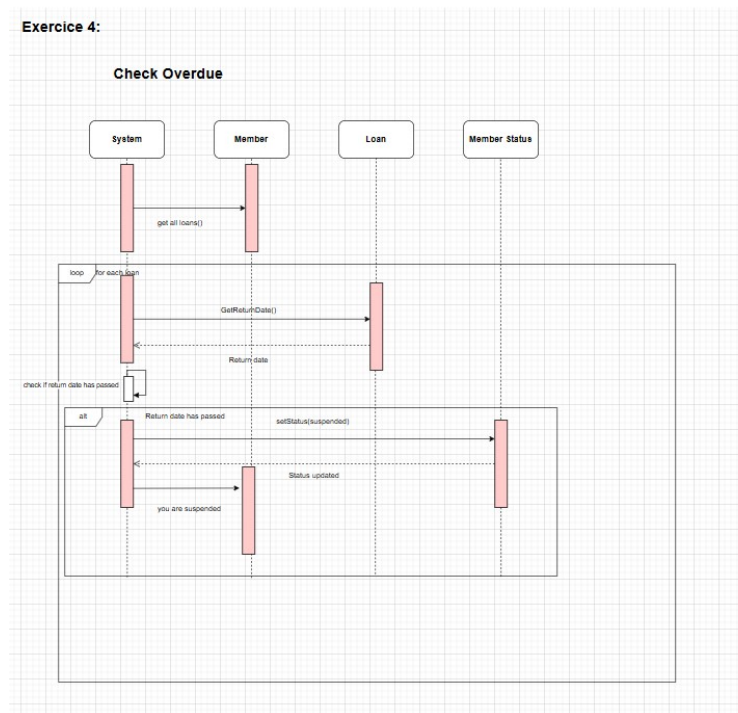 Exercice 4:
Check Overdue
System
Member
Loan
Member Status
get all loans()
loop
for each loan
GetReturnDate()
Return date
check if return date has passed
alt
Return date has passed
setStatus(suspended)
Status updated
you are suspended